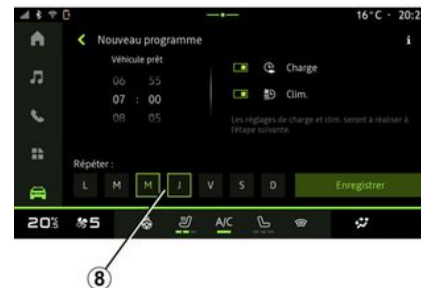 16°C · 20:2
Nouveau programme
i
Véhicule prêt
06 55
07 : 00
08 05
Charge
Clim.
Les réglages de charge et clim. seront à réaliser à
l'étape suivante.
Répéter :
L M M J V S D
Enregistrer
20 5 A/C
8